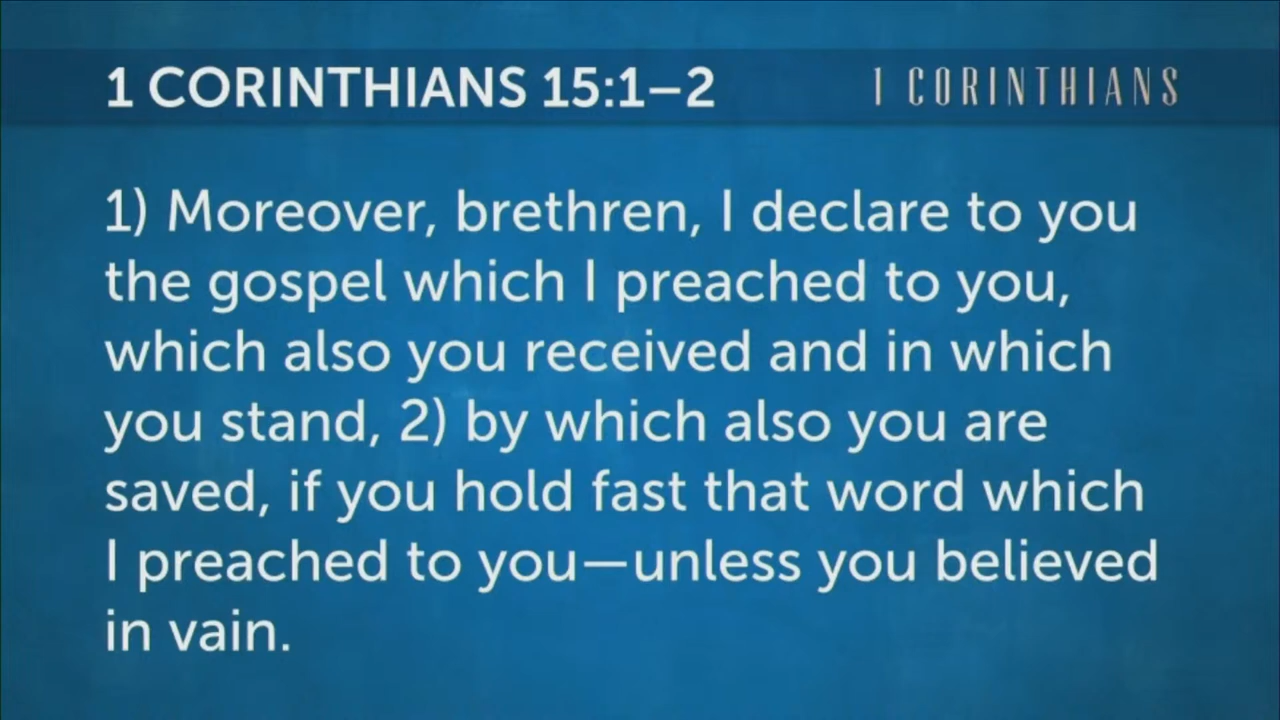 1 CORINTHIANS 15:1–2
1 CORINTHIANS
1) Moreover, brethren, I declare to you
the gospel which I preached to you,
which also you received and in which
you stand, 2) by which also you are
saved, if you hold fast that word which
I preached to you—unless you believed
in vain.